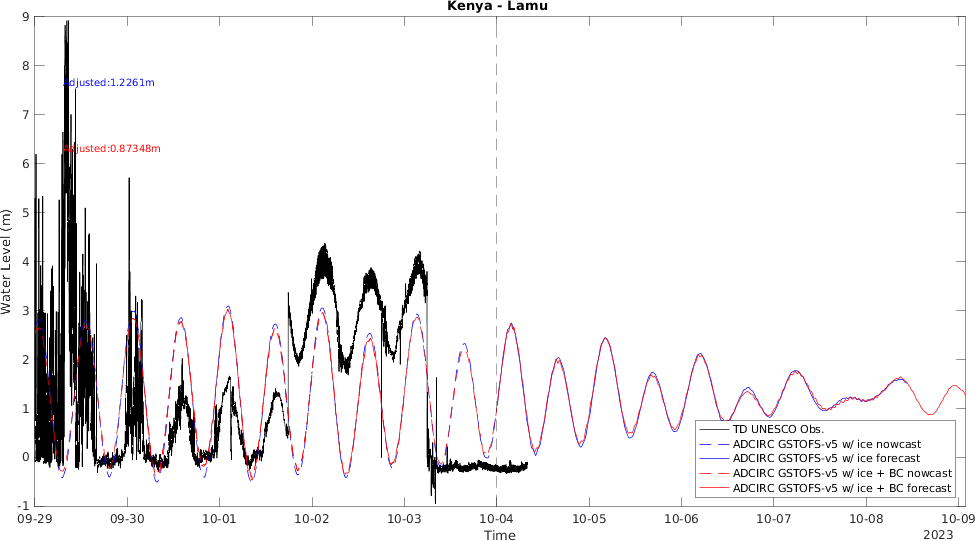 Kenya - Lamu
Water Level (m)
9
8
7
6
5
4
3
2
1
0
-1
Adjusted:1.2261m
Adjusted:0.87348m
TD UNESCO Obs.
ADCIRC GSTOFS-v5 w/ ice nowcast
ADCIRC GSTOFS-v5 w/ ice forecast
ADCIRC GSTOFS-v5 w/ ice + BC nowcast
ADCIRC GSTOFS-v5 w/ ice + BC forecast
09-29 09-30 10-01 10-02 10-03 10-04 10-05 10-06 10-07 10-08 10-09
Time
2023